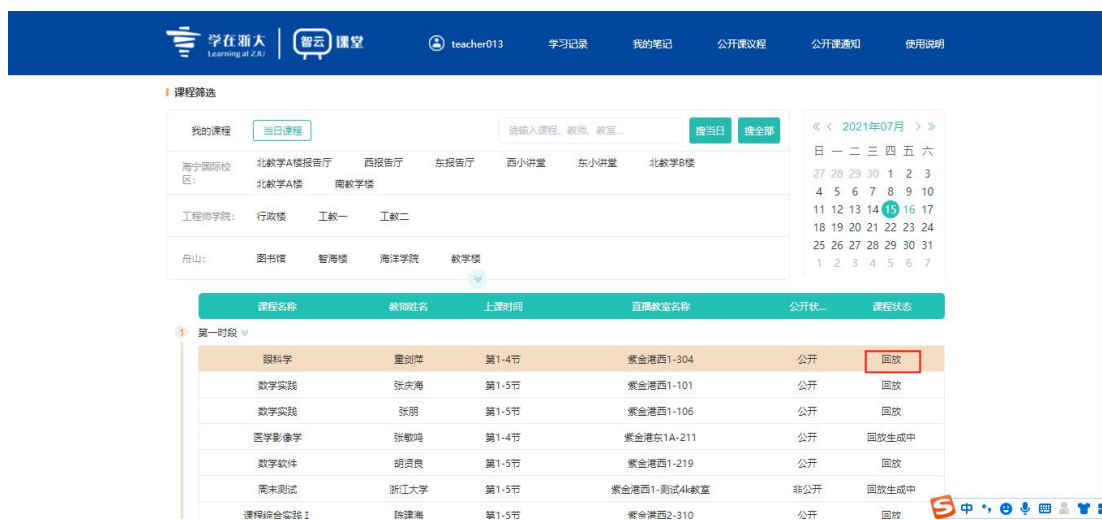 学在浙大 智云 课堂 teacher013 学习记录 我的笔记 公开课议程 公开课通知 使用说明
Learning at ZJU
课程筛选
我的课程 当日课程 请输入课程、教师、教室... 搜当日 搜全部
海宁国际校区: 北教学A楼报告厅 西报告厅 东报告厅 西小讲堂 东小讲堂 北教学B楼
北教学A楼 南教学楼
工程师学院: 行政楼 工教一 工教二
舟山: 图书馆 智海楼 海洋学院 教学楼
2021年07月
日 一 二 三 四 五 六
27 28 29 30 1 2 3
4 5 6 7 8 9 10
11 12 13 14 15 16 17
18 19 20 21 22 23 24
25 26 27 28 29 30 31
1 2 3 4 5 6 7
课程名称 教师姓名 上课时间 直播教室名称 公开状... 课程状态
1 第一时段
眼科学 童剑萍 第1-4节 紫金港西1-304 公开 回放
数学实践 张庆海 第1-5节 紫金港西1-101 公开 回放
数学实践 张朋 第1-5节 紫金港西1-106 公开 回放
医学影像学 张敏鸣 第1-4节 紫金港东1A-211 公开 回放生成中
数学软件 胡贤良 第1-5节 紫金港西1-219 公开 回放
周末测试 浙江大学 第1-5节 紫金港西1-测试4k教室 非公开 回放生成中
课程综合实践 I 陈建海 第1-5节 紫金港西2-310 公开 回放
中